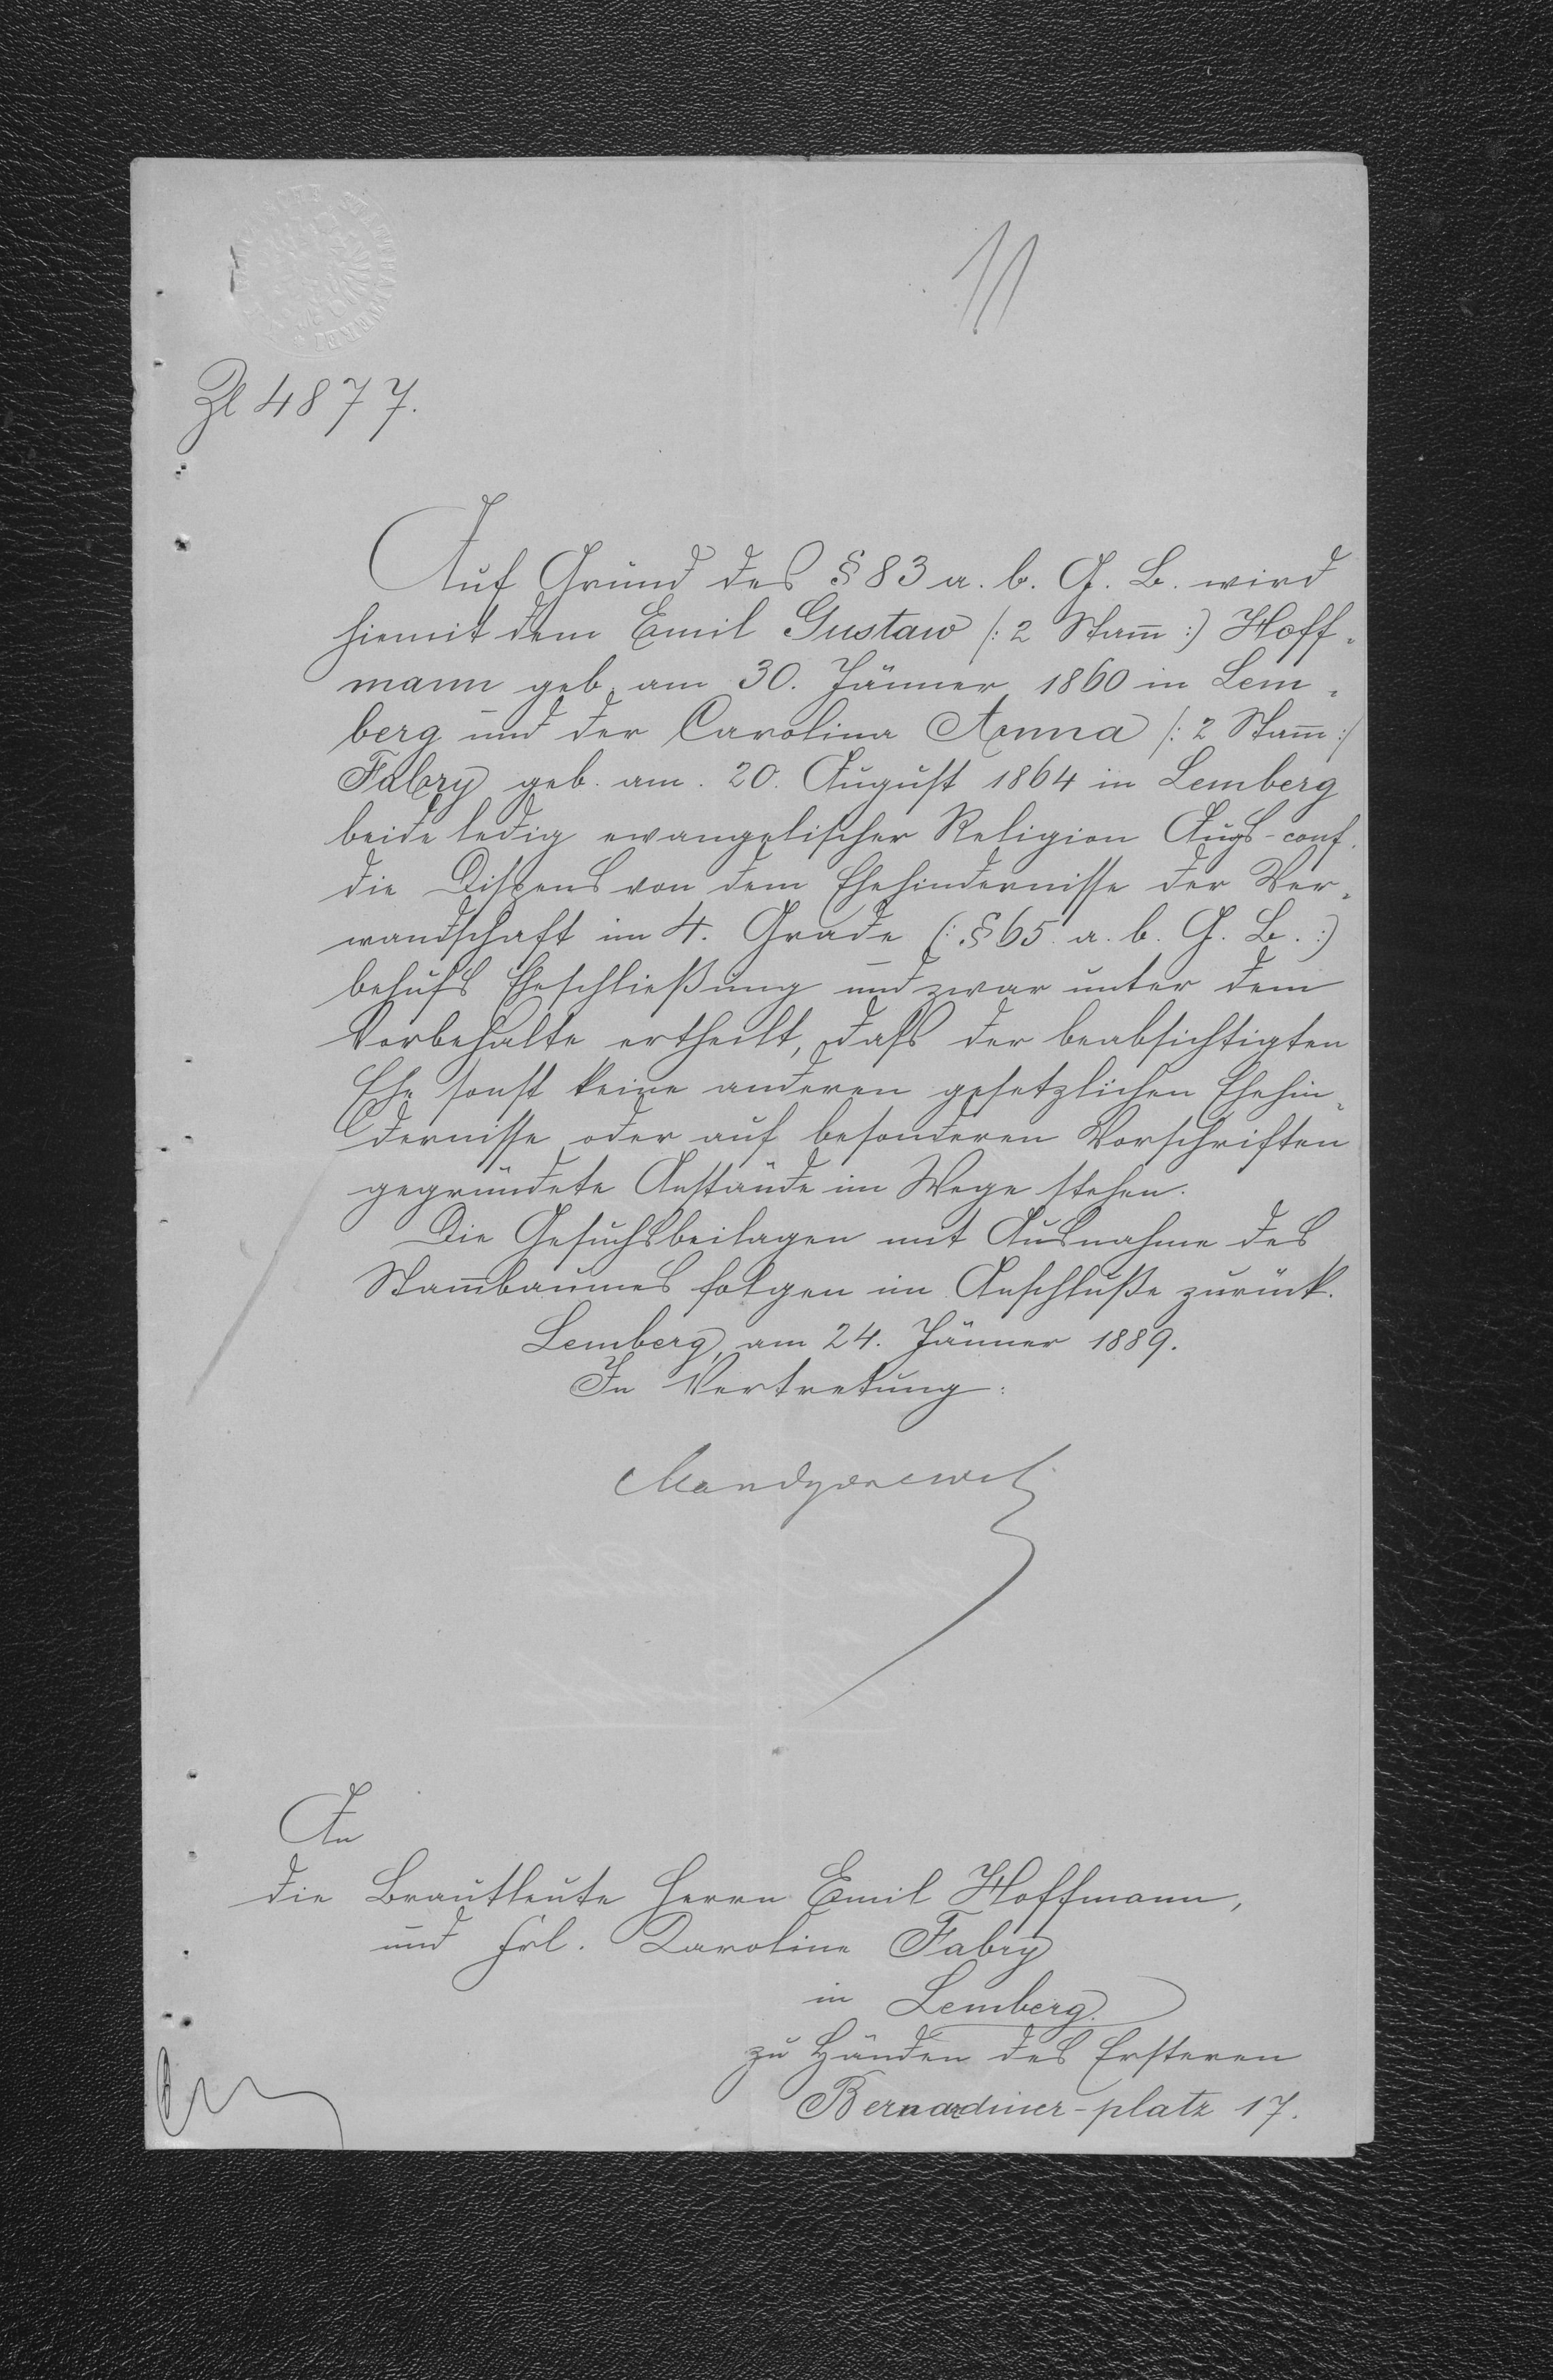 11
Zl 4877.
Auf Grund des § 83 a. b. G. B. wird
hiemit dem Emil Gustaw (: 2 Nam̄ :) Hoff-
mann geb. am 30. Jänner 1860 in Lem-
berg und der Carolina Anna /: 2 Nam̄ :/
Fabry geb. am. 20. August 1864 in Lemberg
beide ledig ewangelischer Religion Augs-conf.
die Dispens von dem Ehehindernisse der Ver-
wandschaft im 4. Grade (: § 65. a. b. G. B. :)
behufs Eheschließung und zwar unter dem
Vorbehalte ertheilt, daß der beabsichtigten
Ehe sonst keine anderen gesetzlichen Ehehin-
dernisse oder auf besonderen Vorschriften
gegründete Anstände im Wege stehen.
Die Gesuchsbeilagen mit Ausnahme des
Stam̄baumes folgen im Anschluße zurück.
Lemberg, am 24. Jänner 1889.
In Vertretung:
An
die Brautleute Herrn Emil Hoffmann,
und Frl. Karoline Fabry
in Lemberg.
zu Händen des Ersteren
Bernardiner-platz 17.